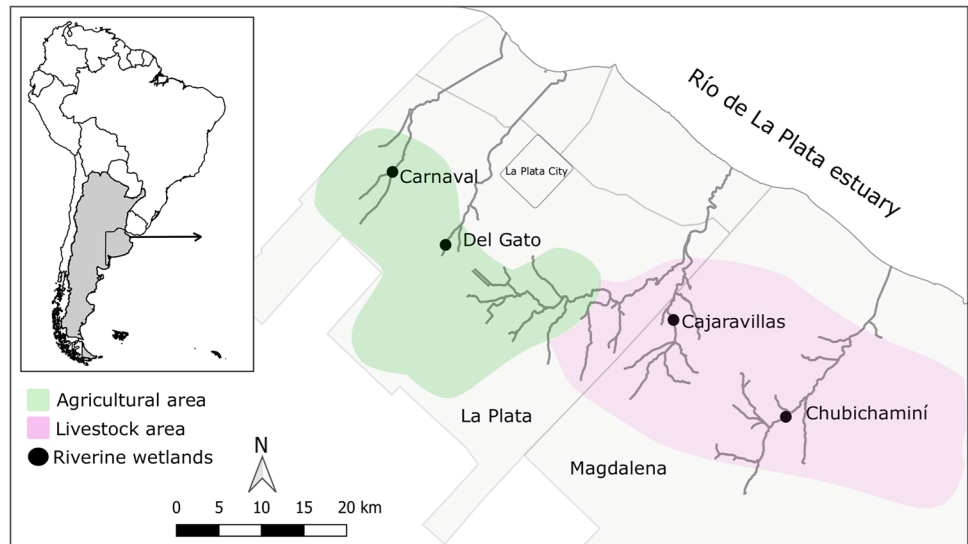 Río de La Plata estuary
La Plata City
Carnaval
Del Gato
Cajaravillas
Chubichaminí
La Plata
Magdalena
Agricultural area
Livestock area
Riverine wetlands
N
0 5 10 15 20 km